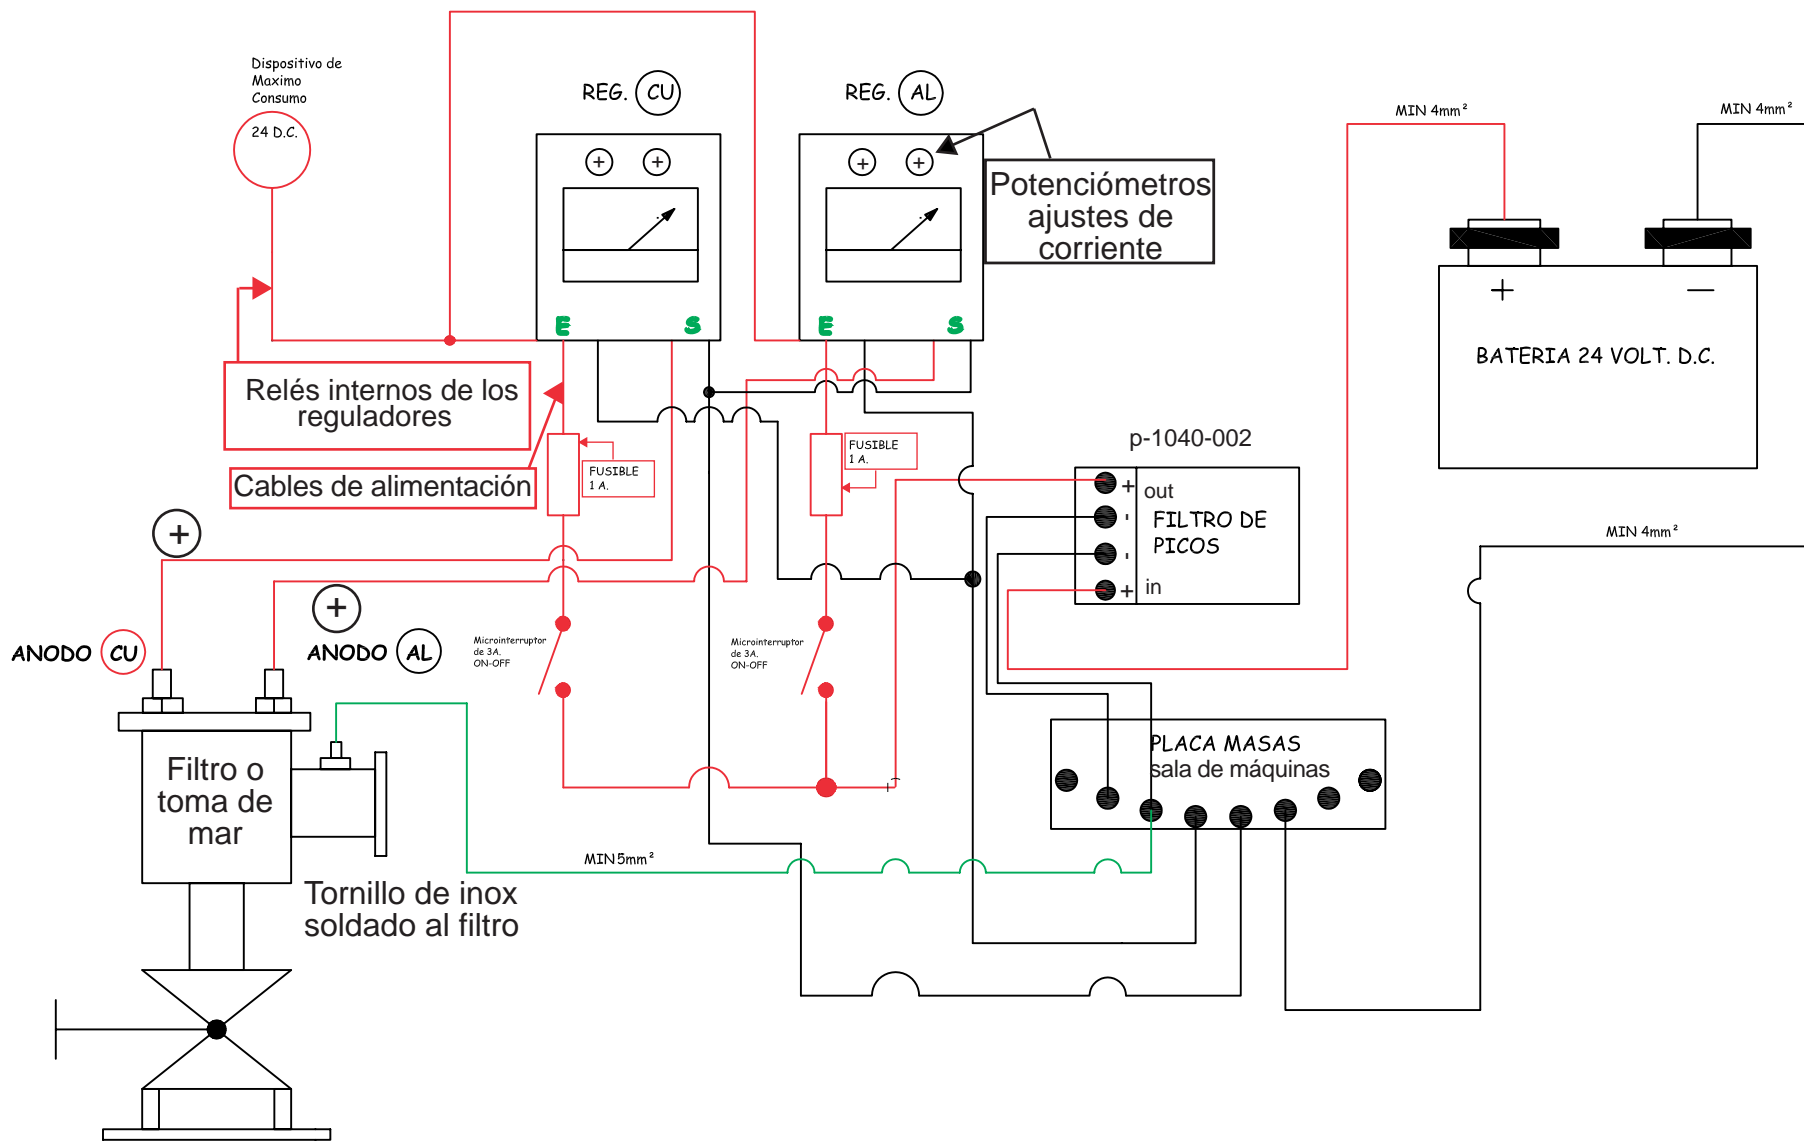 Dispositivo de
Maximo
Consumo
24 D.C.
REG. CU
REG. AL
MIN 4mm²
MIN 4mm²
+ +
+ +
Potenciómetros
ajustes de
corriente
+ −
E S
E S
BATERIA 24 VOLT. D.C.
Relés internos de los
reguladores
Cables de alimentación
FUSIBLE
1 A.
FUSIBLE
1 A.
p-1040-002
+ out
- FILTRO DE
PICOS
-
+ in
MIN 4mm²
+
+
ANODO CU
ANODO AL
Microinterruptor
de 3A.
ON-OFF
Microinterruptor
de 3A.
ON-OFF
PLACA MASAS
sala de máquinas
Filtro o
toma de
mar
MIN 5mm²
Tornillo de inox
soldado al filtro